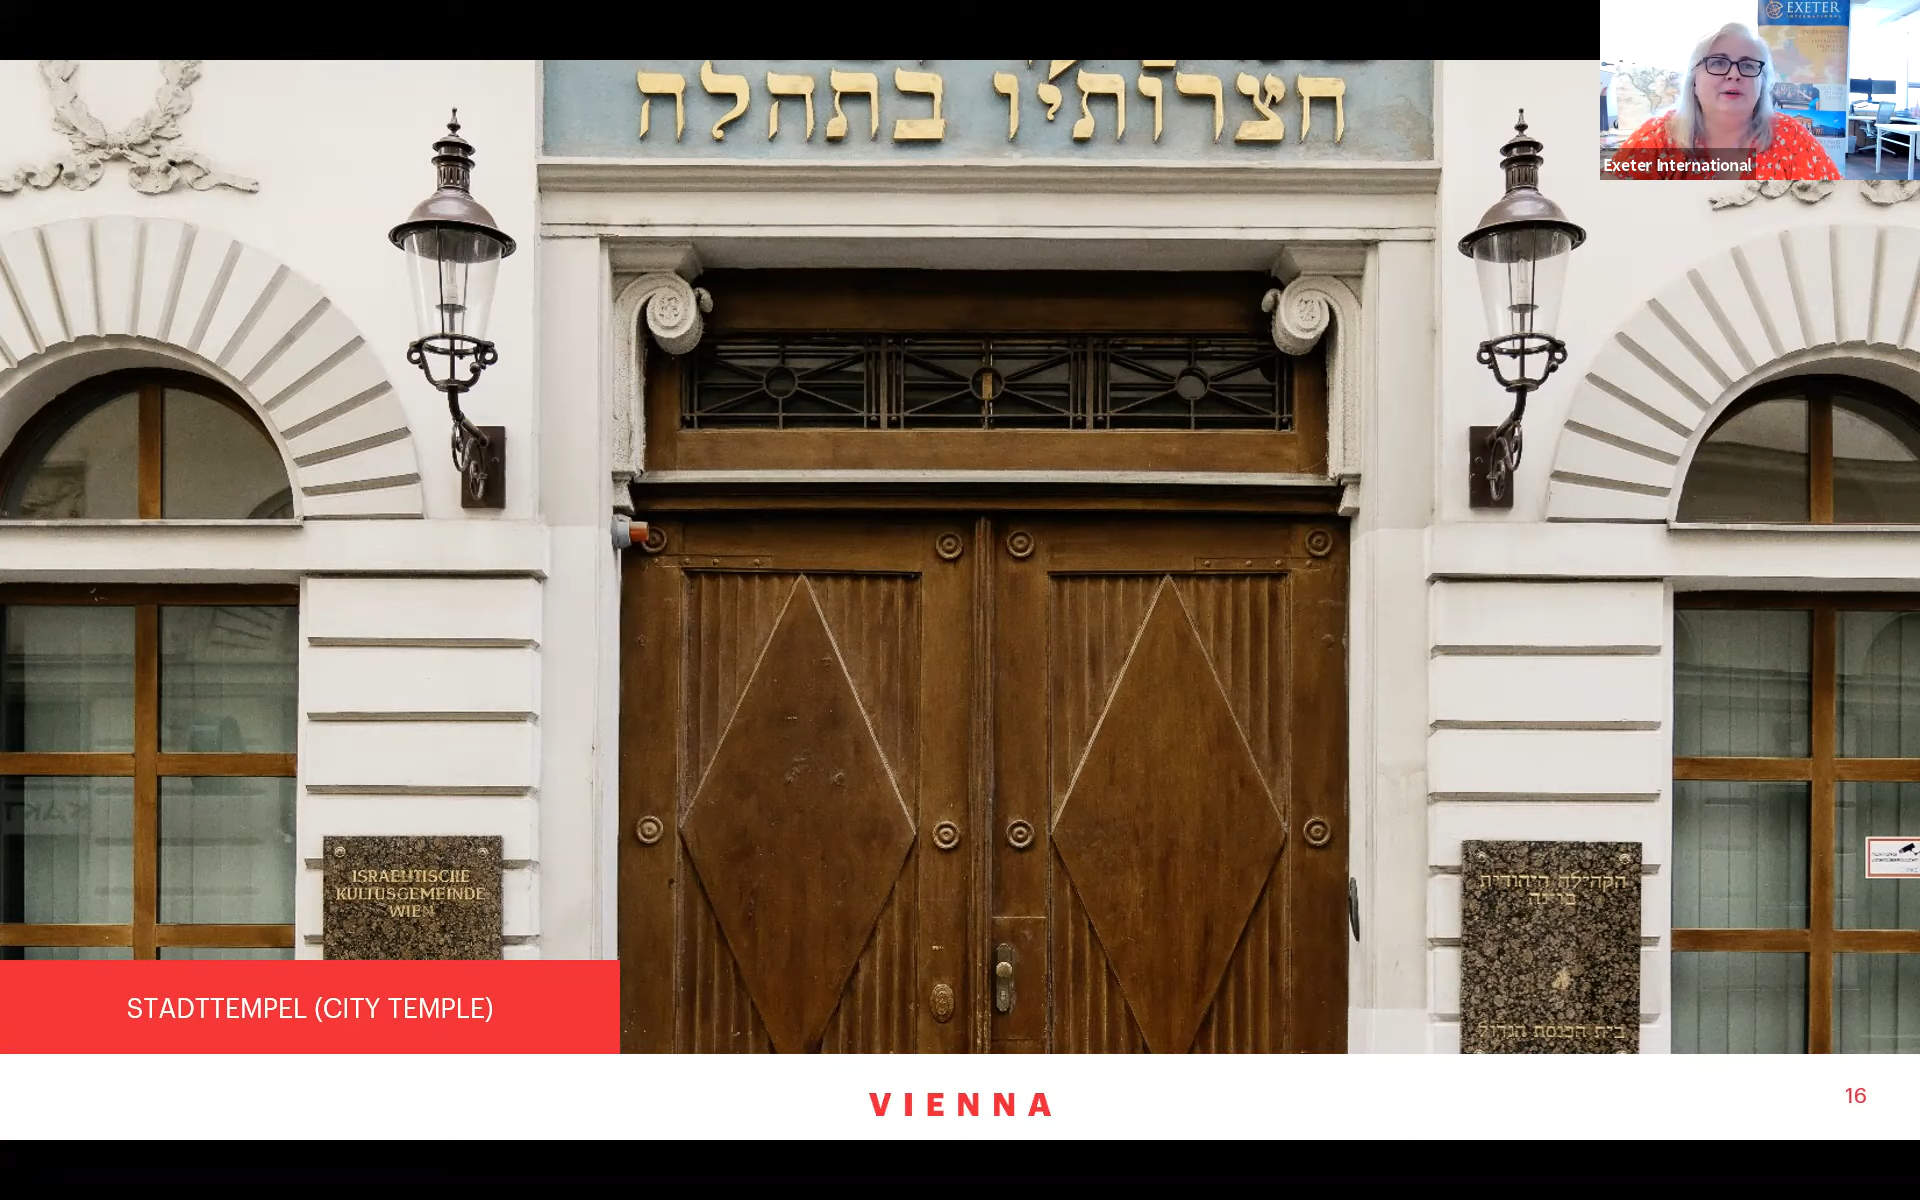 חצרותיו בתהלה
EXETER
INTERNATIONAL
Exeter International
ISRAELITISCHE
KULTUSGEMEINDE
WIEN
הקהילה היהודית
בוינה
בית הכנסת הגדול
STADTTEMPEL (CITY TEMPLE)
VIENNA
16